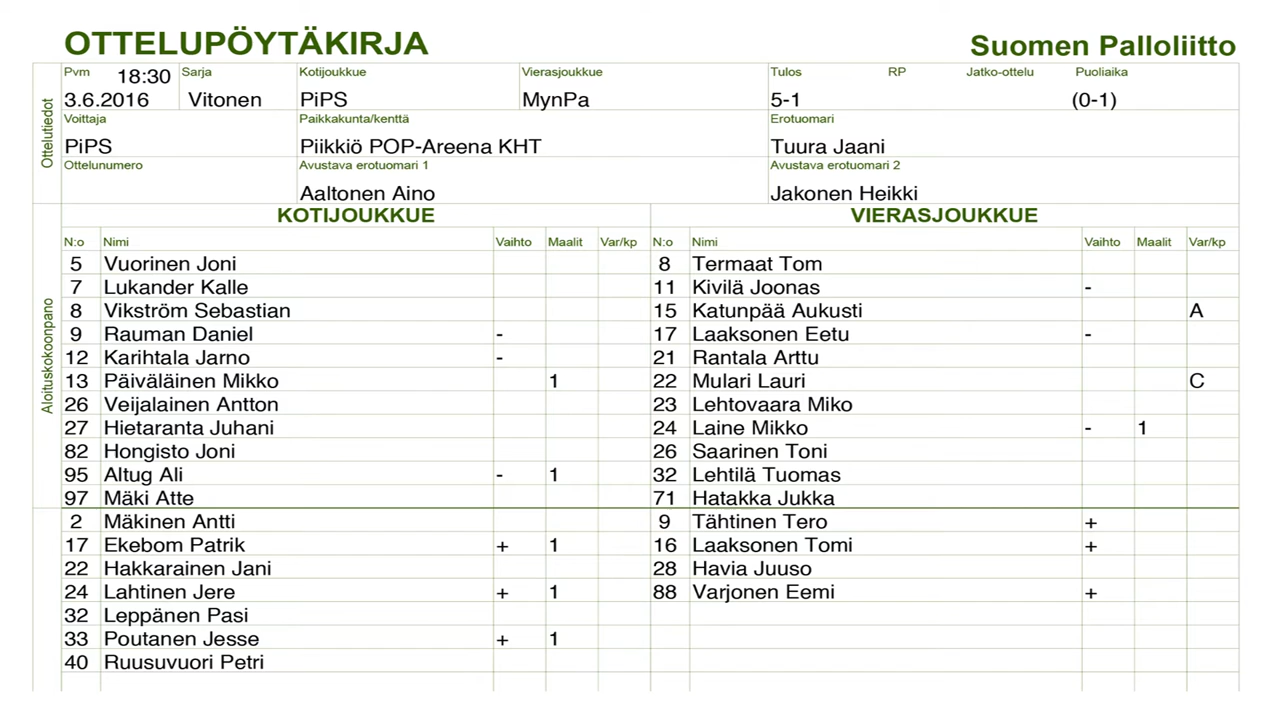 OTTELUPÖYTÄKIRJA Suomen Palloliitto
Pvm 18:30 Sarja Kotijoukkue Vierasjoukkue Tulos RP Jatko-ottelu Puoliaika
3.6.2016 Vitonen PiPS MynPa 5-1 (0-1)
Voittaja Paikkakunta/kenttä Erotuomari
PiPS Piikkiö POP-Areena KHT Tuura Jaani
Ottelunumero Avustava erotuomari 1 Avustava erotuomari 2
Aaltonen Aino Jakonen Heikki
Ottelutiedot
KOTIJOUKKUE VIERASJOUKKUE
N:o Nimi Vaihto Maalit Var/kp N:o Nimi Vaihto Maalit Var/kp
5 Vuorinen Joni 8 Termaat Tom
7 Lukander Kalle 11 Kivilä Joonas -
8 Vikström Sebastian 15 Katunpää Aukusti A
9 Rauman Daniel - 17 Laaksonen Eetu -
12 Karihtala Jarno - 21 Rantala Arttu
13 Päiväläinen Mikko 1 22 Mulari Lauri C
26 Veijalainen Antton 23 Lehtovaara Miko
27 Hietaranta Juhani 24 Laine Mikko - 1
82 Hongisto Joni 26 Saarinen Toni
95 Altug Ali - 1 32 Lehtilä Tuomas
97 Mäki Atte 71 Hatakka Jukka
Aloituskokoonpano
2 Mäkinen Antti 9 Tähtinen Tero +
17 Ekebom Patrik + 1 16 Laaksonen Tomi +
22 Hakkarainen Jani 28 Havia Juuso
24 Lahtinen Jere + 1 88 Varjonen Eemi +
32 Leppänen Pasi
33 Poutanen Jesse + 1
40 Ruusuvuori Petri